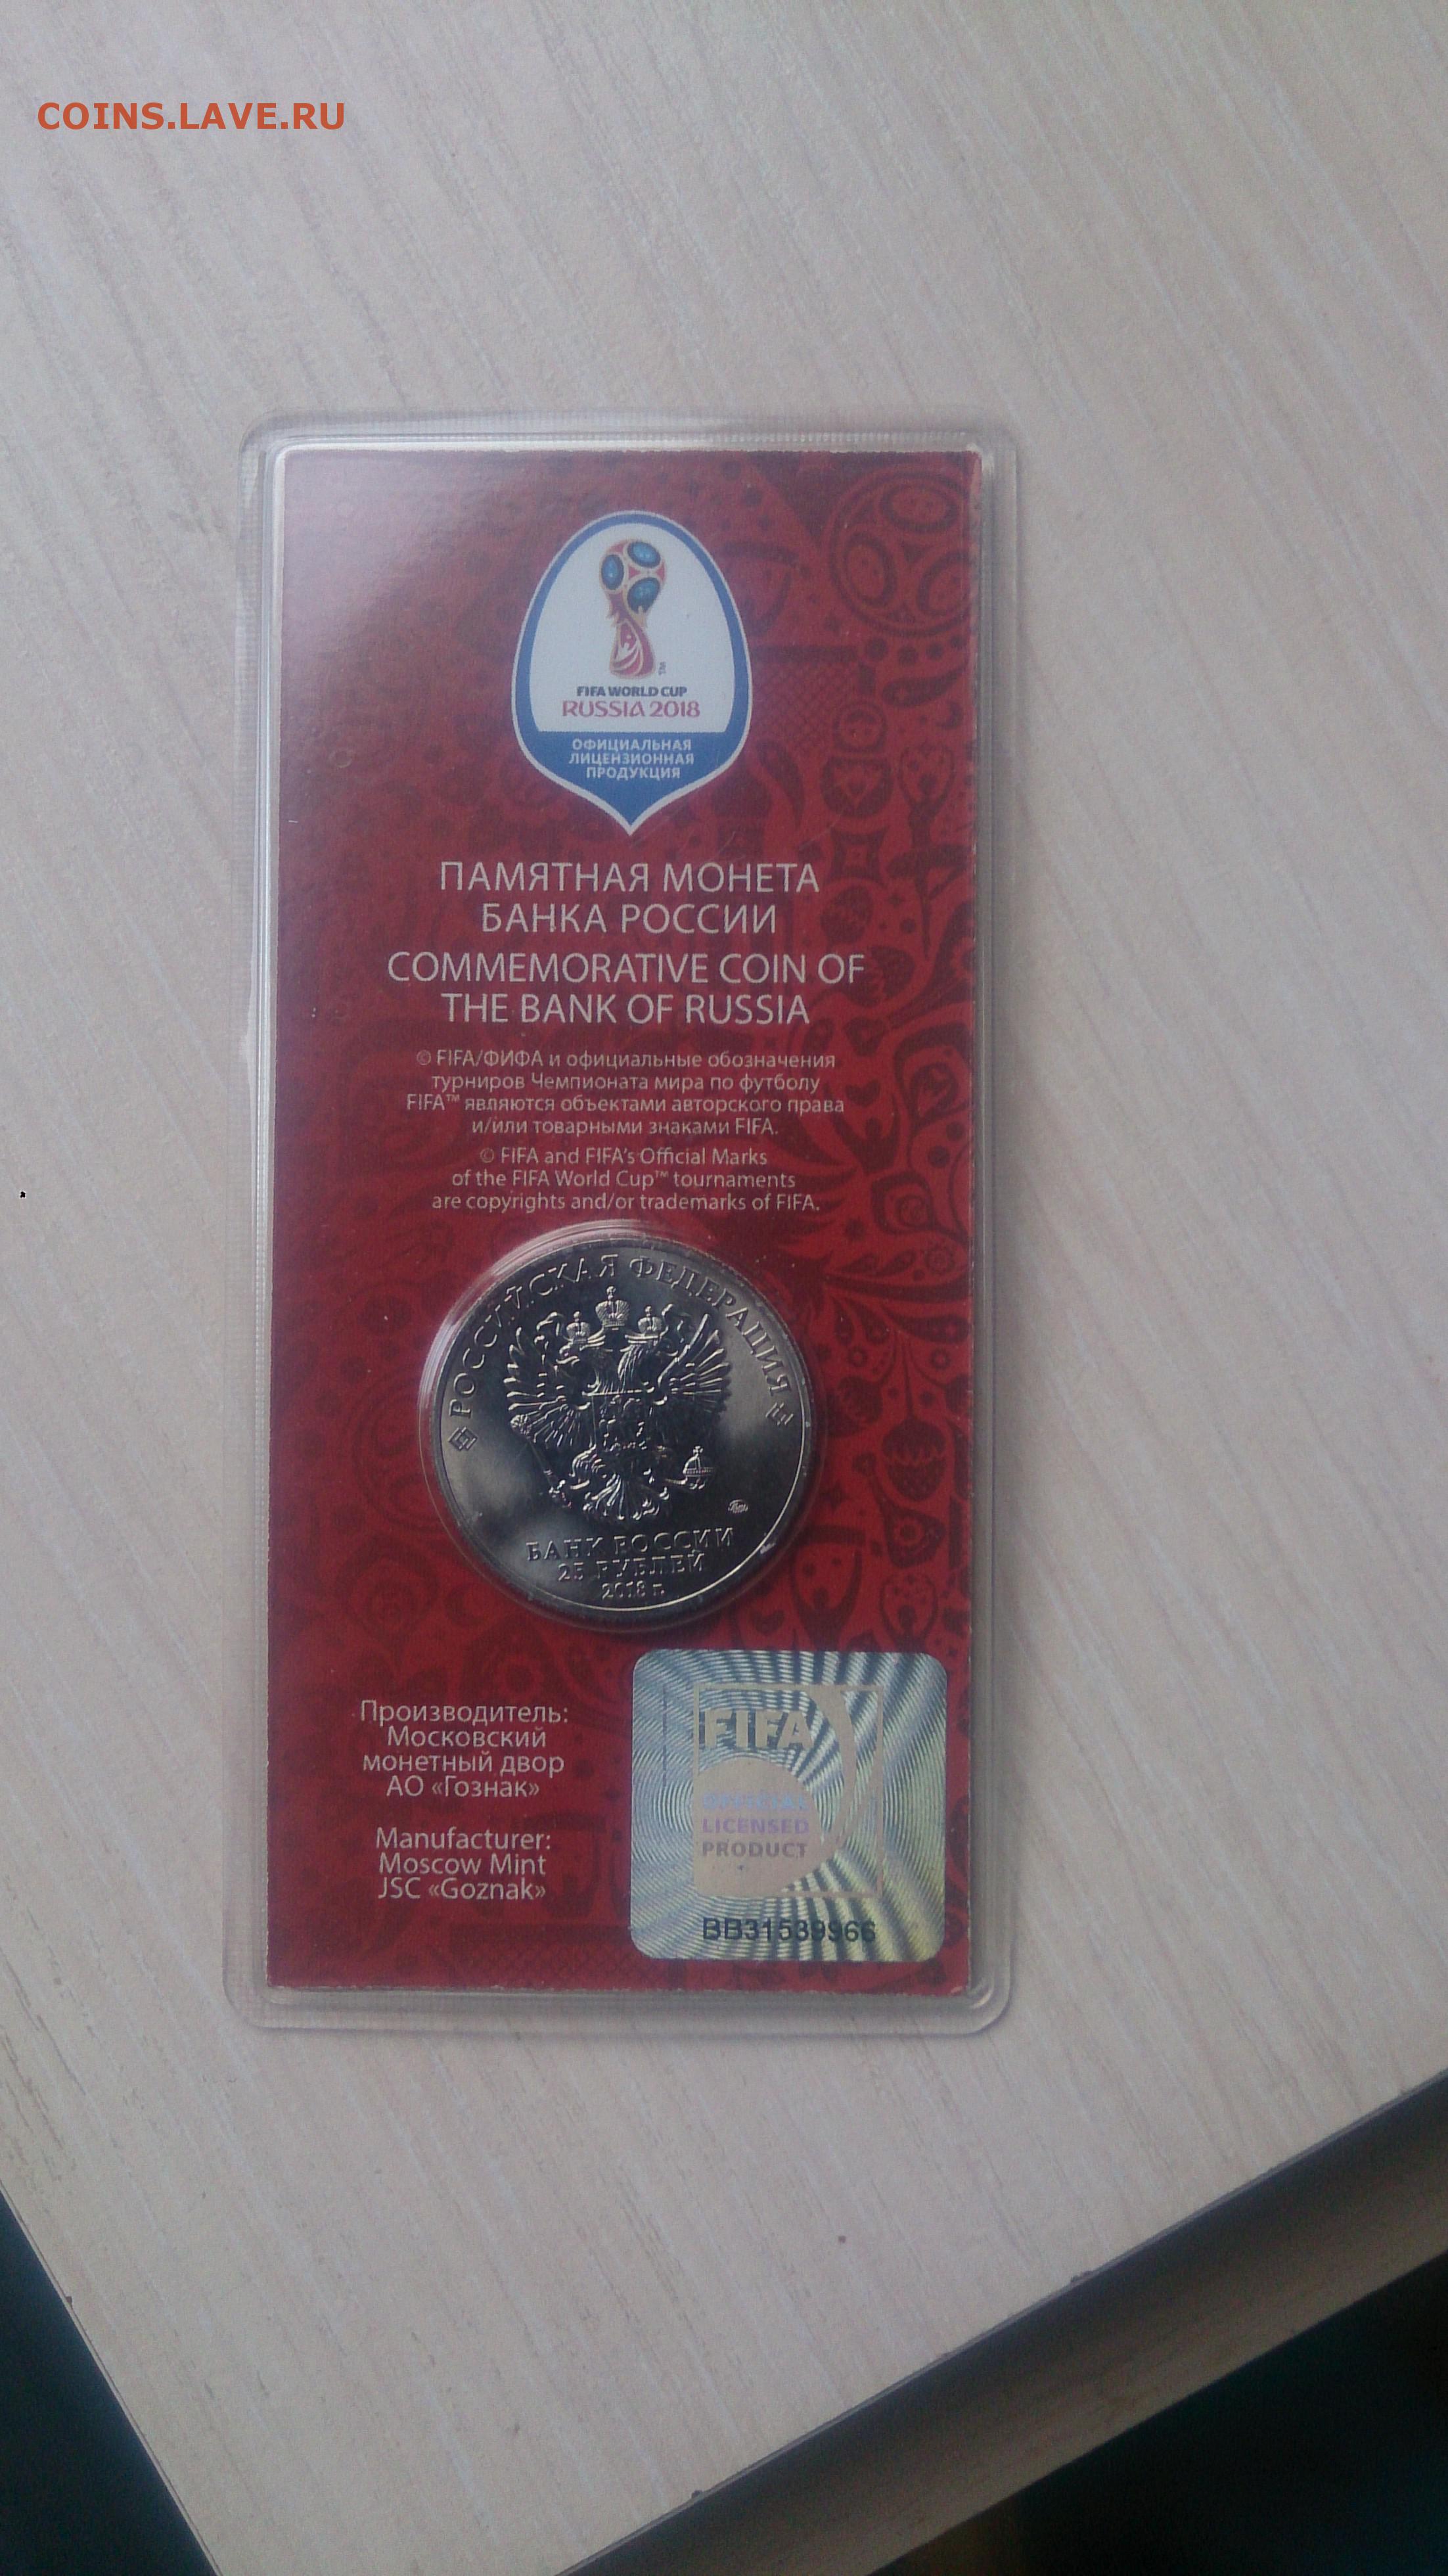 COINS.LAVE.RU
FIFA WORLD CUP
RUSSIA 2018
ОФИЦИАЛЬНАЯ
ЛИЦЕНЗИОННАЯ
ПРОДУКЦИЯ
ПАМЯТНАЯ МОНЕТА
БАНКА РОССИИ
COMMEMORATIVE COIN OF
THE BANK OF RUSSIA
© FIFA/ФИФА и официальные обозначения
турниров Чемпионата мира по футболу
FIFA™ являются объектами авторского права
и/или товарными знаками FIFA.
© FIFA and FIFA's Official Marks
of the FIFA World Cup™ tournaments
are copyrights and/or trademarks of FIFA.
РОССИЙСКАЯ ФЕДЕРАЦИЯ
БАНК РОССИИ
25 РУБЛЕЙ
2018 г.
Производитель:
Московский
монетный двор
АО «Гознак»
Manufacturer:
Moscow Mint
JSC «Goznak»
FIFA
OFFICIAL
LICENSED
PRODUCT
BB31539966